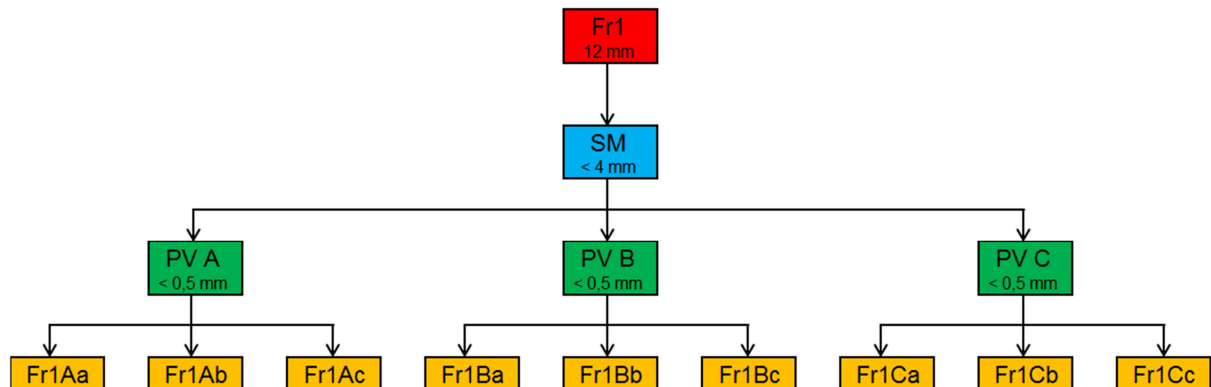 Fr1
12 mm
SM
< 4 mm
PV A
< 0,5 mm
PV B
< 0,5 mm
PV C
< 0,5 mm
Fr1Aa
Fr1Ab
Fr1Ac
Fr1Ba
Fr1Bb
Fr1Bc
Fr1Ca
Fr1Cb
Fr1Cc